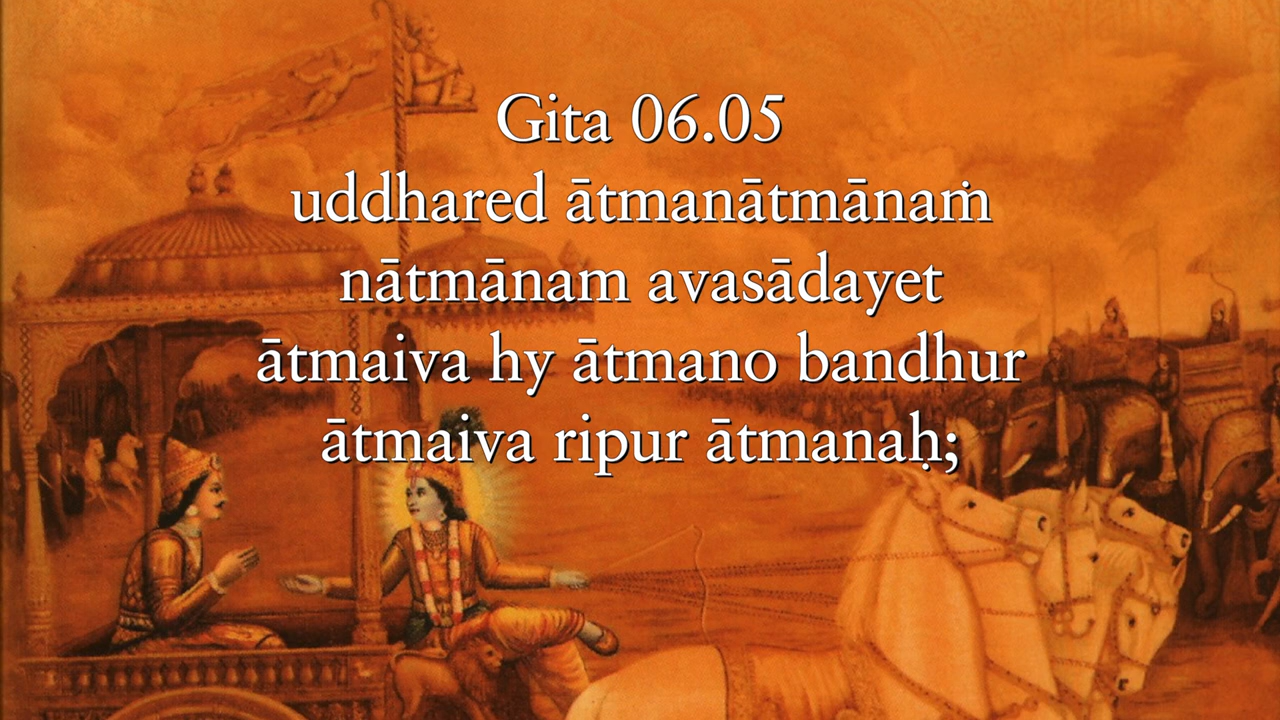 Gita 06.05
uddhared ātmanātmānaṁ
nātmānam avasādayet
ātmaiva hy ātmano bandhur
ātmaiva ripur ātmanaḥ;